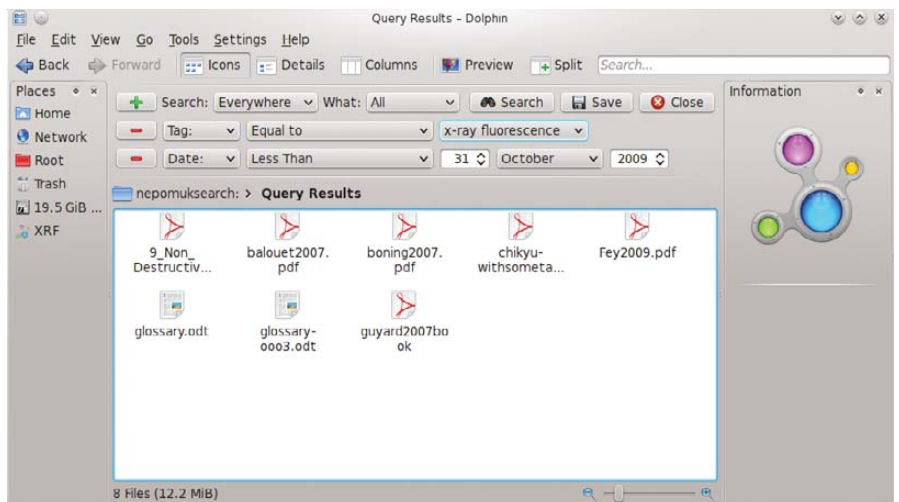 Query Results – Dolphin
File Edit View Go Tools Settings Help
Back Forward Icons Details Columns Preview Split Search...
Places
Home
Network
Root
Trash
19.5 GiB ...
XRF
Search: Everywhere What: All Search Save Close
Tag: Equal to x-ray fluorescence
Date: Less Than 31 October 2009
nepomuksearch: > Query Results
9_Non_
Destructiv...
balouet2007.
pdf
boning2007.
pdf
chikyu-
withsometa...
Fey2009.pdf
glossary.odt
glossary-
ooo3.odt
guyard2007bo
ok
8 Files (12.2 MiB)
Information